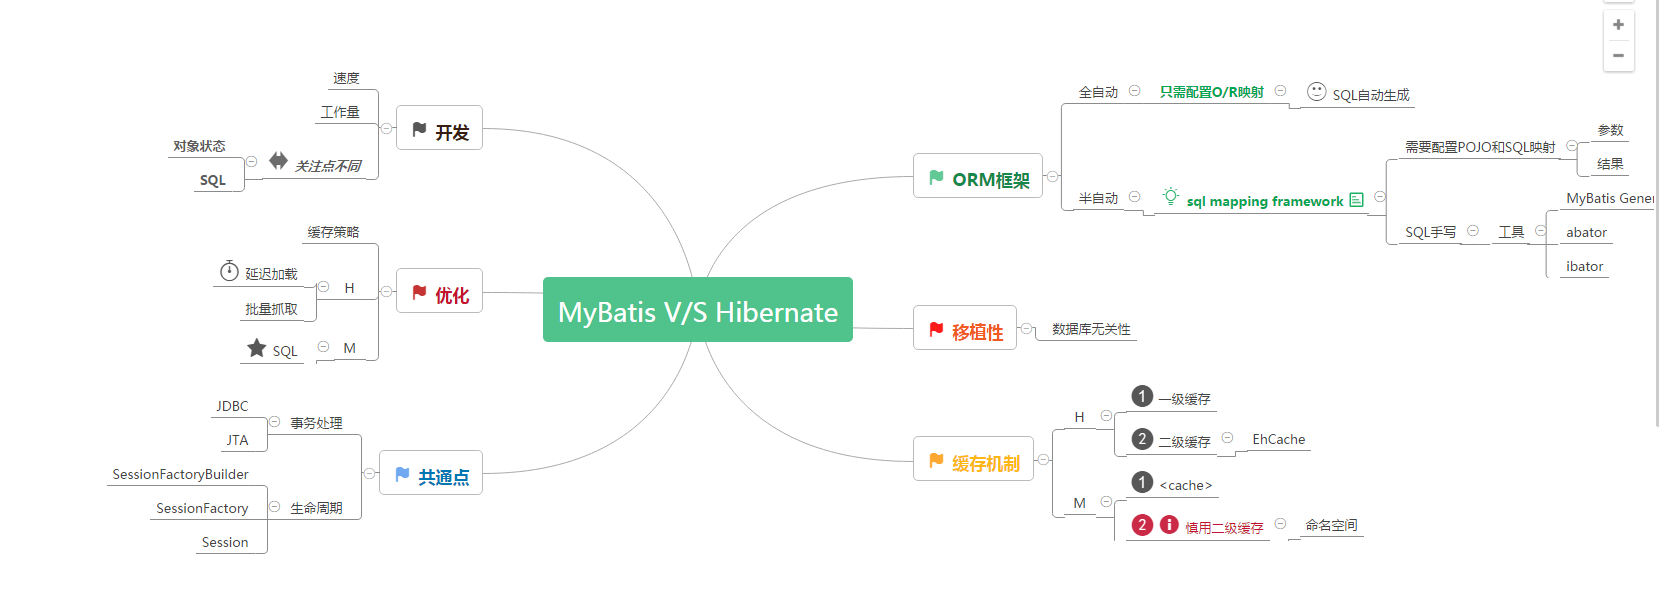 MyBatis V/S Hibernate
开发
速度
工作量
关注点不同
对象状态
SQL
优化
缓存策略
H
延迟加载
批量抓取
M
SQL
共通点
事务处理
JDBC
JTA
生命周期
SessionFactoryBuilder
SessionFactory
Session
ORM框架
全自动
只需配置O/R映射
SQL自动生成
半自动
sql mapping framework
需要配置POJO和SQL映射
参数
结果
SQL手写
工具
MyBatis Gener
abator
ibator
移植性
数据库无关性
缓存机制
H
1 一级缓存
2 二级缓存
EhCache
M
1 <cache>
2 慎用二级缓存
命名空间